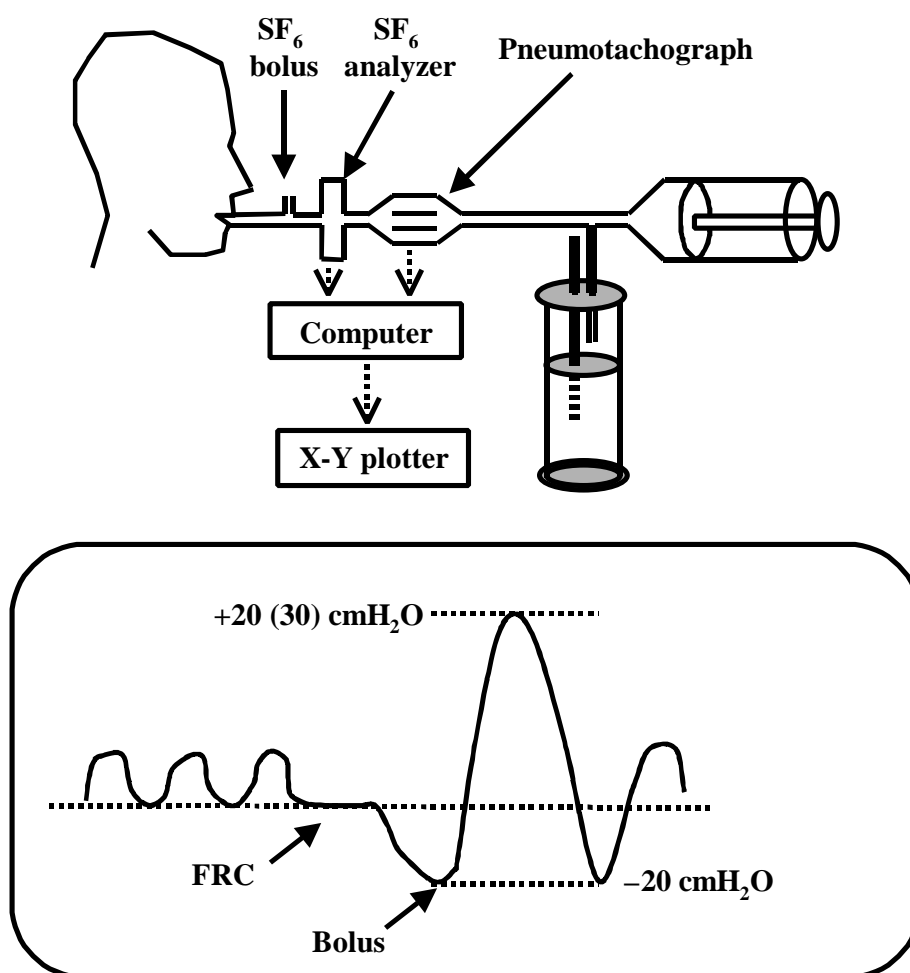 SF₆
bolus
SF₆
analyzer
Pneumotachograph
Computer
X-Y plotter
+20 (30) cmH₂O
FRC
−20 cmH₂O
Bolus